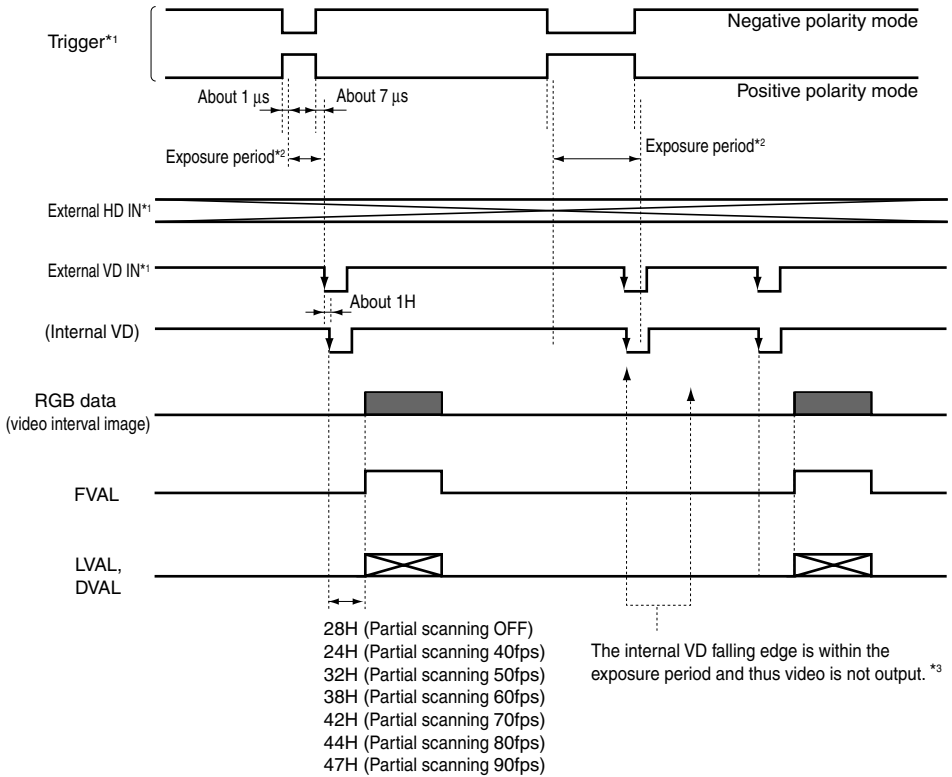 Negative polarity mode
Trigger*1
Positive polarity mode
About 1 µs
About 7 µs
Exposure period*2
Exposure period*2
External HD IN*1
External VD IN*1
About 1H
(Internal VD)
RGB data
(video interval image)
FVAL
LVAL,
DVAL
28H (Partial scanning OFF)
24H (Partial scanning 40fps)
32H (Partial scanning 50fps)
38H (Partial scanning 60fps)
42H (Partial scanning 70fps)
44H (Partial scanning 80fps)
47H (Partial scanning 90fps)
The internal VD falling edge is within the
exposure period and thus video is not output. *3